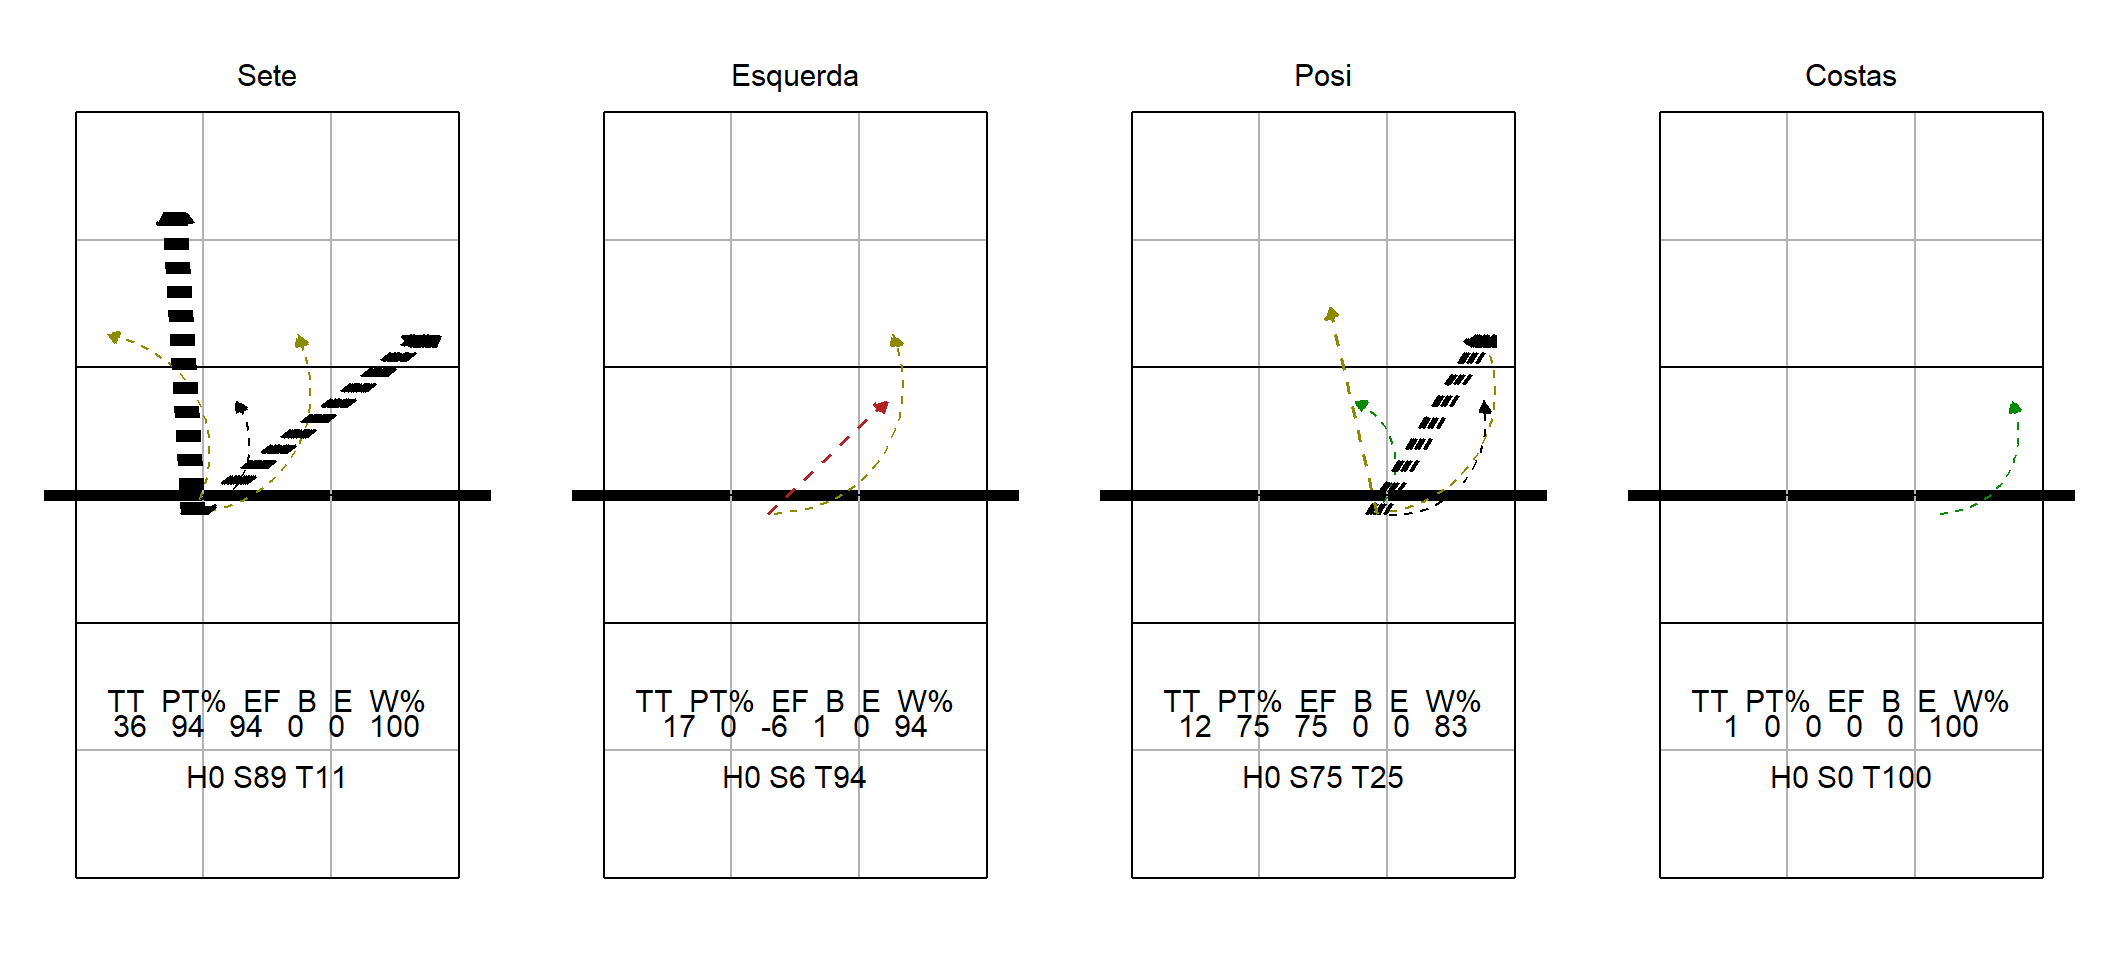 Sete
TT PT% EF B E W%
36 94 94 0 0 100
H0 S89 T11
Esquerda
TT PT% EF B E W%
17 0 -6 1 0 94
H0 S6 T94
Posi
TT PT% EF B E W%
12 75 75 0 0 83
H0 S75 T25
Costas
TT PT% EF B E W%
1 0 0 0 0 100
H0 S0 T100